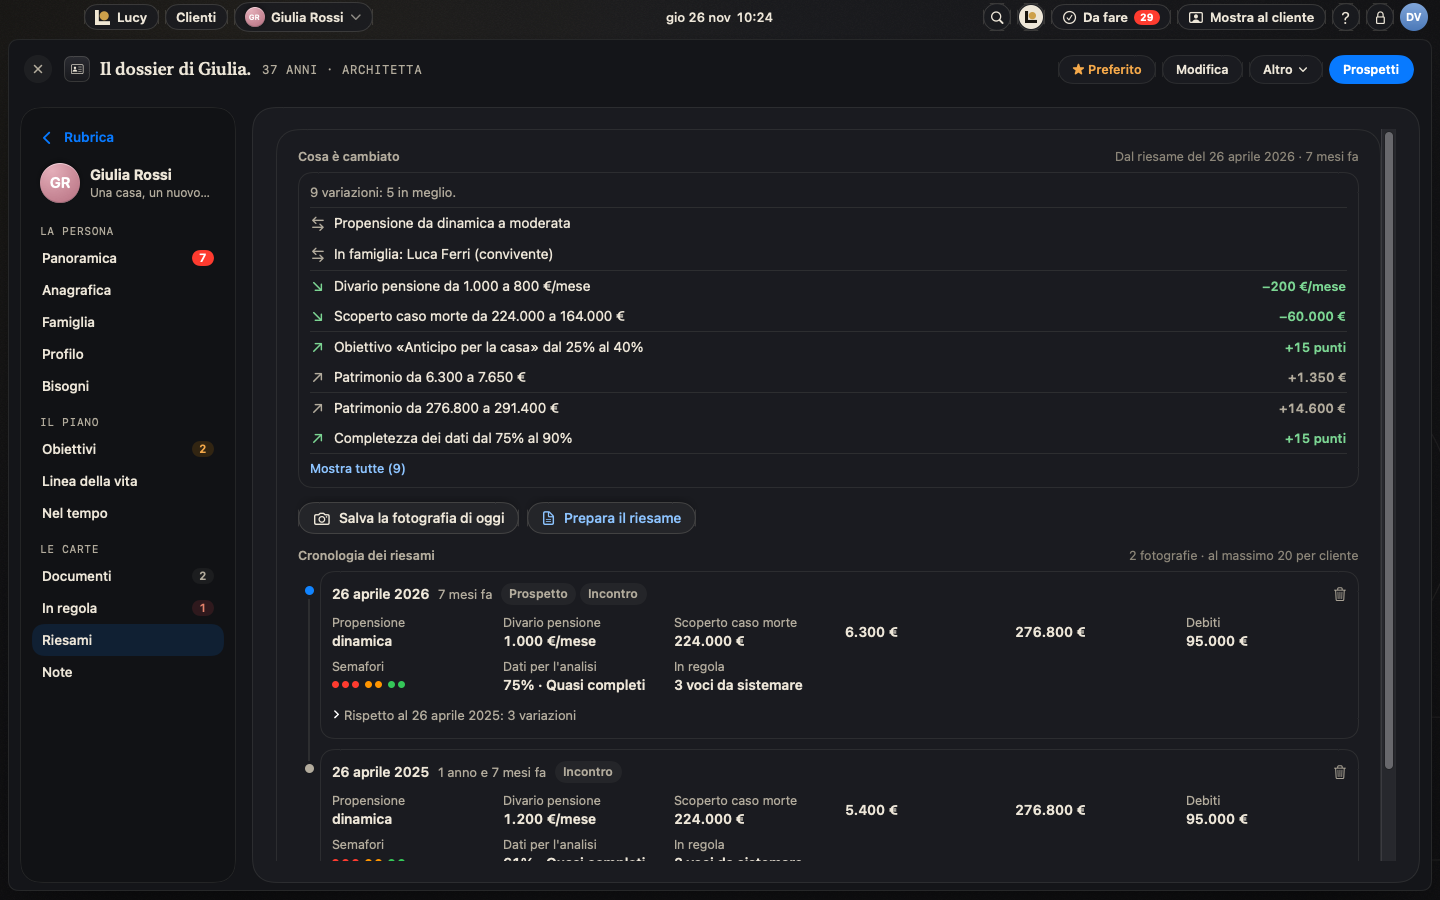 Lucy
Clienti
GR Giulia Rossi
gio 26 nov 10:24
Da fare 29
Mostra al cliente
?
DV
Il dossier di Giulia. 37 ANNI · ARCHITETTA
Preferito
Modifica
Altro
Prospetti
Rubrica
GR
Giulia Rossi
Una casa, un nuovo...
LA PERSONA
Panoramica 7
Anagrafica
Famiglia
Profilo
Bisogni
IL PIANO
Obiettivi 2
Linea della vita
Nel tempo
LE CARTE
Documenti 2
In regola 1
Riesami
Note
Cosa è cambiato
Dal riesame del 26 aprile 2026 · 7 mesi fa
9 variazioni: 5 in meglio.
Propensione da dinamica a moderata
In famiglia: Luca Ferri (convivente)
Divario pensione da 1.000 a 800 €/mese −200 €/mese
Scoperto caso morte da 224.000 a 164.000 € −60.000 €
Obiettivo «Anticipo per la casa» dal 25% al 40% +15 punti
Patrimonio da 6.300 a 7.650 € +1.350 €
Patrimonio da 276.800 a 291.400 € +14.600 €
Completezza dei dati dal 75% al 90% +15 punti
Mostra tutte (9)
Salva la fotografia di oggi
Prepara il riesame
Cronologia dei riesami
2 fotografie · al massimo 20 per cliente
26 aprile 2026 7 mesi fa Prospetto Incontro
Propensione Divario pensione Scoperto caso morte 6.300 € 276.800 € Debiti
dinamica 1.000 €/mese 224.000 € 95.000 €
Semafori Dati per l'analisi In regola
75% · Quasi completi 3 voci da sistemare
Rispetto al 26 aprile 2025: 3 variazioni
26 aprile 2025 1 anno e 7 mesi fa Incontro
Propensione Divario pensione Scoperto caso morte 5.400 € 276.800 € Debiti
dinamica 1.200 €/mese 224.000 € 95.000 €
Semafori Dati per l'analisi In regola